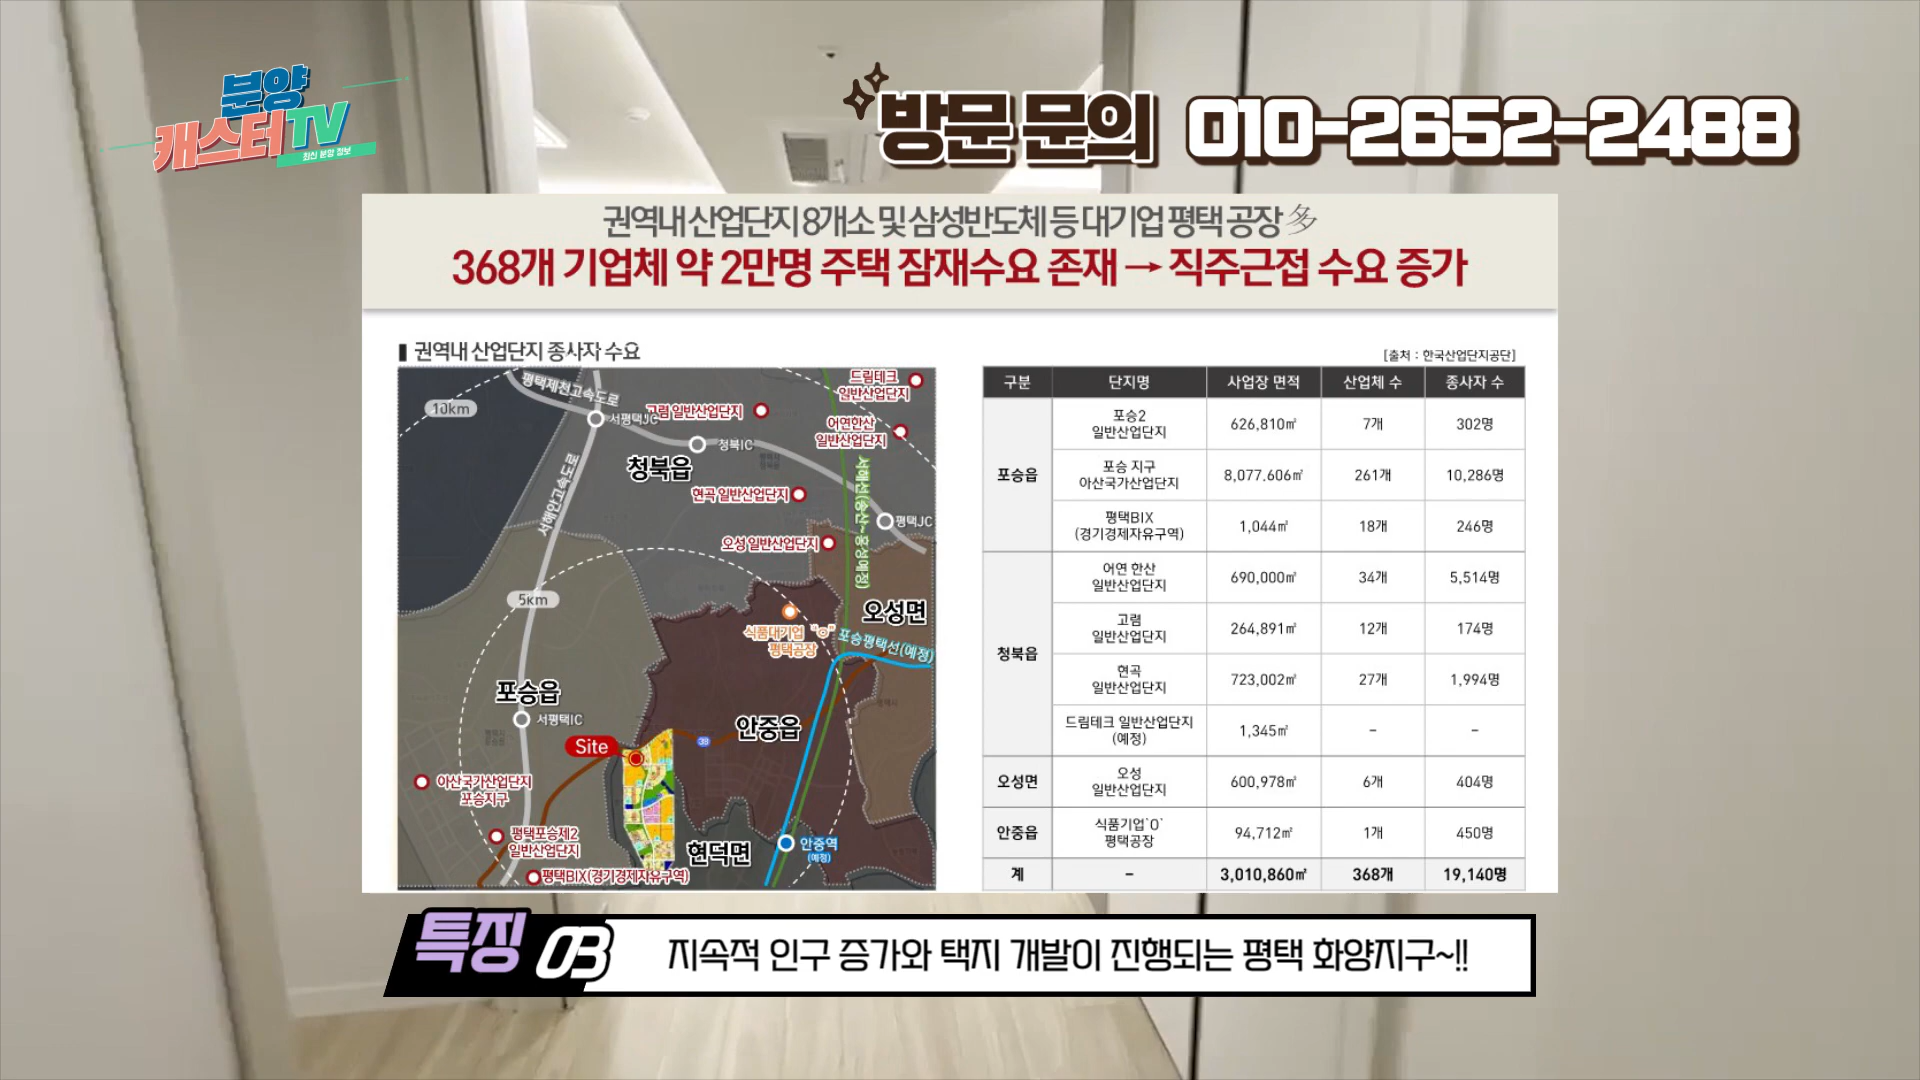 분양
캐스터TV
최신 분양 정보
방문 문의 010-2652-2488
권역내 산업단지 8개소 및 삼성반도체 등 대기업 평택 공장 多
368개 기업체 약 2만명 주택 잠재수요 존재 → 직주근접 수요 증가
권역내 산업단지 종사자 수요
10km
평택제천고속도로
서평택JC
고렴 일반산업단지
드림테크
일반산업단지
어연한산
일반산업단지
청북IC
청북읍
서해안고속도로
현곡 일반산업단지
서해선(송산~홍성예정)
평택JC
오성 일반산업단지
5km
오성면
식품대기업 "O"
평택공장
포승평택선(예정)
포승읍
서평택IC
안중읍
38
Site
아산국가산업단지
포승지구
평택포승제2
일반산업단지
현덕면
안중역
(예정)
평택BIX(경기경제자유구역)
[출처 : 한국산업단지공단]
구분 단지명 사업장 면적 산업체 수 종사자 수
포승읍
포승2
일반산업단지 626,810㎡ 7개 302명
포승 지구
아산국가산업단지 8,077.606㎡ 261개 10,286명
평택BIX
(경기경제자유구역) 1,044㎡ 18개 246명
청북읍
어연 한산
일반산업단지 690,000㎡ 34개 5,514명
고렴
일반산업단지 264,891㎡ 12개 174명
현곡
일반산업단지 723,002㎡ 27개 1,994명
드림테크 일반산업단지
(예정) 1,345㎡ - -
오성면
오성
일반산업단지 600,978㎡ 6개 404명
안중읍
식품기업`O`
평택공장 94,712㎡ 1개 450명
계 - 3,010,860㎡ 368개 19,140명
특징 03 지속적 인구 증가와 택지 개발이 진행되는 평택 화양지구~!!